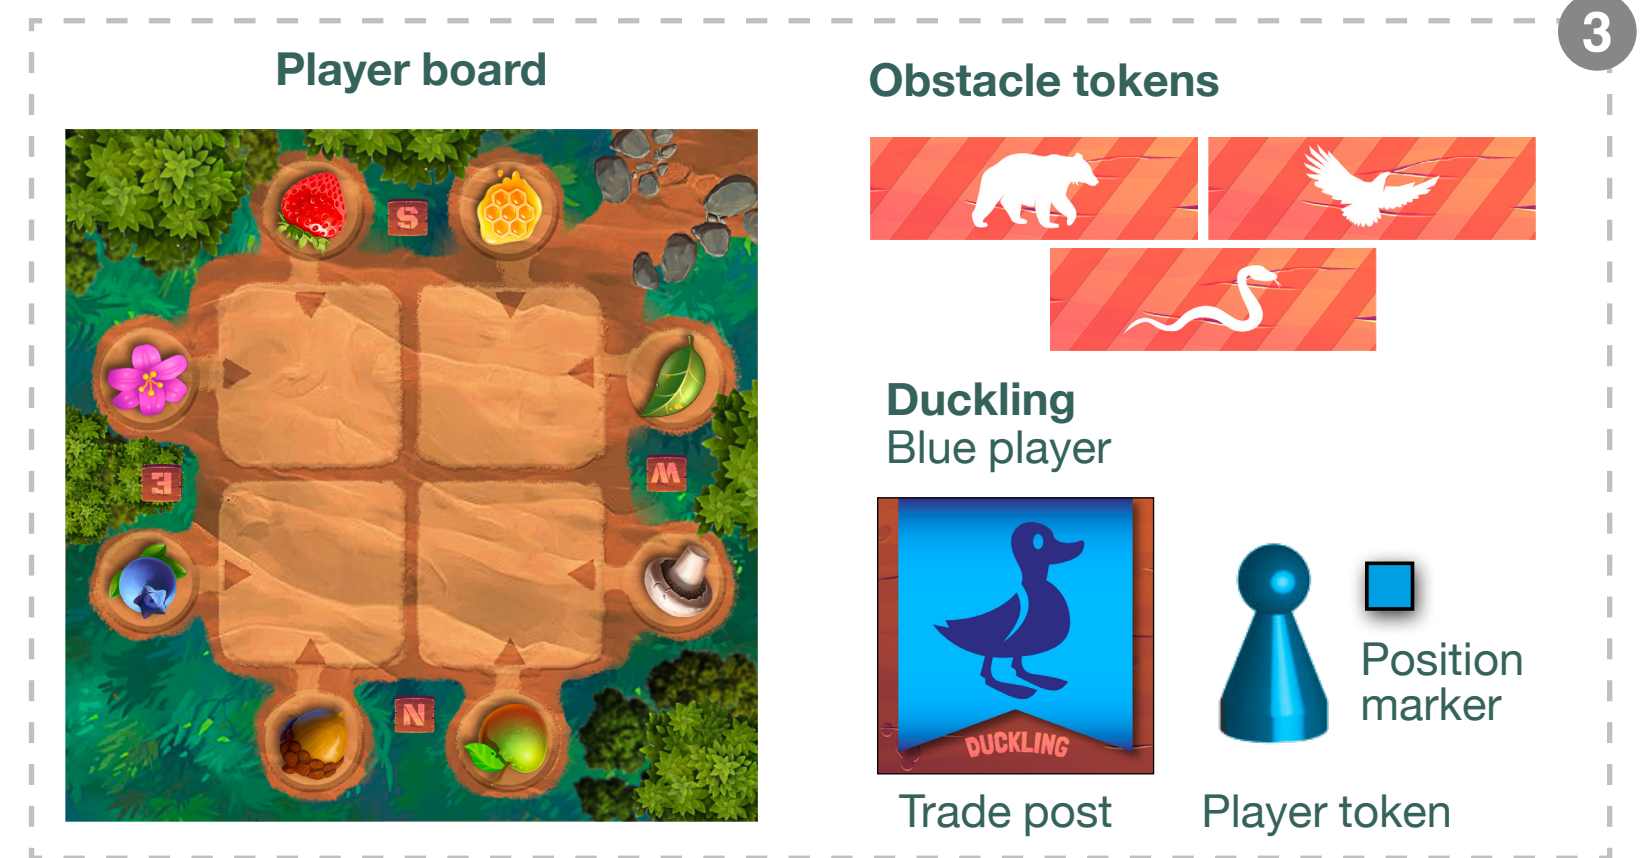 3
Player board
S
E
W
N
Obstacle tokens
Duckling
Blue player
DUCKLING
Trade post
Position
marker
Player token